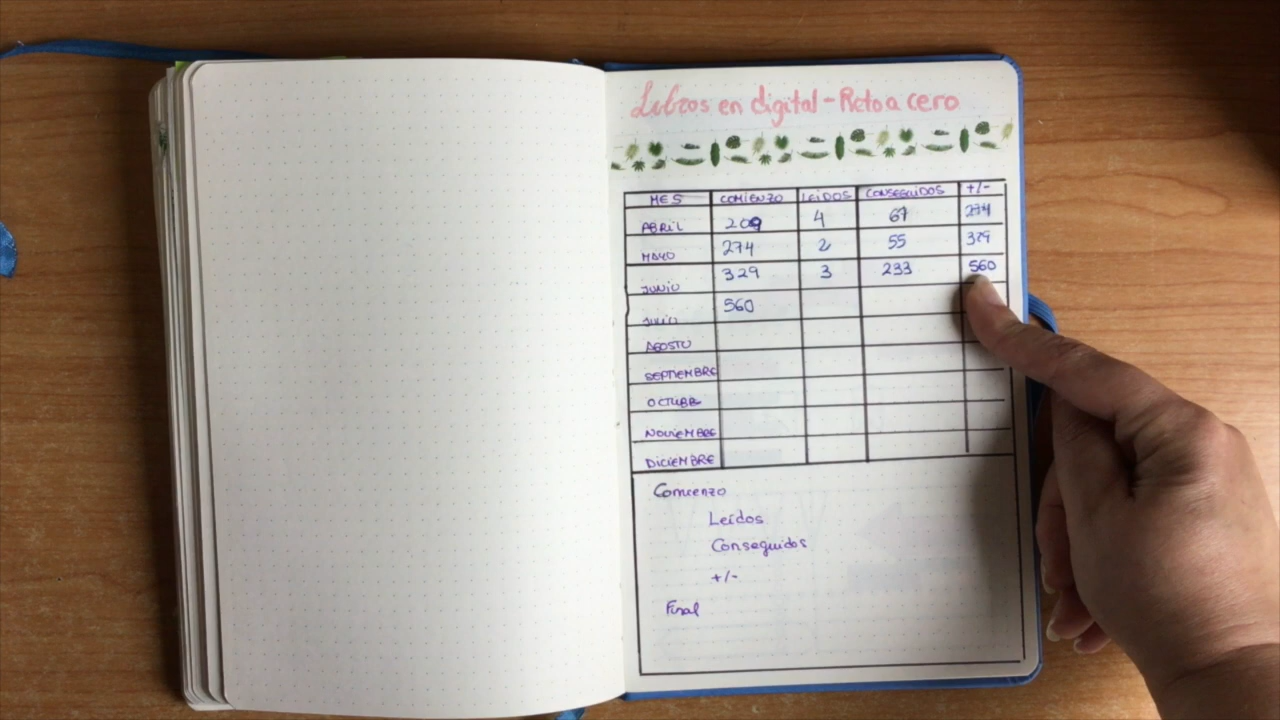 Libros en digital - Reto a cero
MES COMIENZO LEÍDOS CONSEGUIDOS +/-
ABRIL 209 4 67 274
MAYO 274 2 55 329
JUNIO 329 3 233 560
JULIO 560
AGOSTO
SEPTIEMBRE
OCTUBRE
NOVIEMBRE
DICIEMBRE
Comienzo
Leídos
Conseguidos
+/-
Final